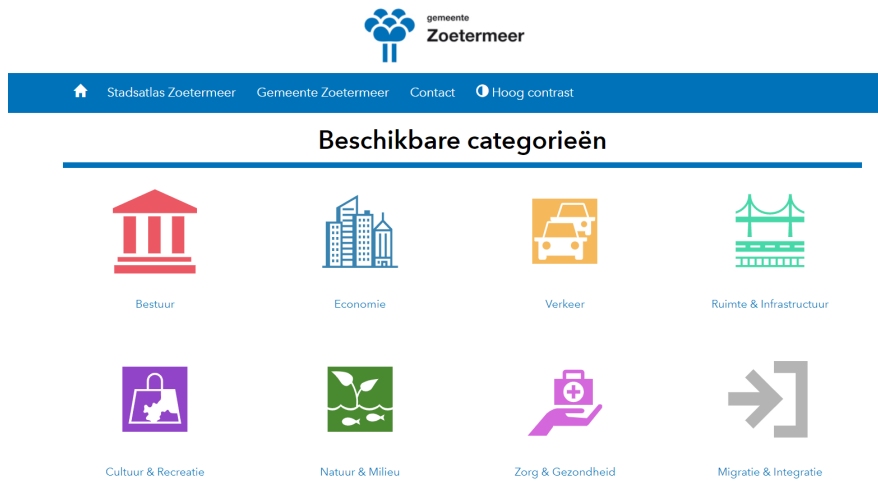 gemeente
Zoetermeer
Stadsatlas Zoetermeer Gemeente Zoetermeer Contact Hoog contrast
Beschikbare categorieën
Bestuur Economie Verkeer Ruimte & Infrastructuur
Cultuur & Recreatie Natuur & Milieu Zorg & Gezondheid Migratie & Integratie